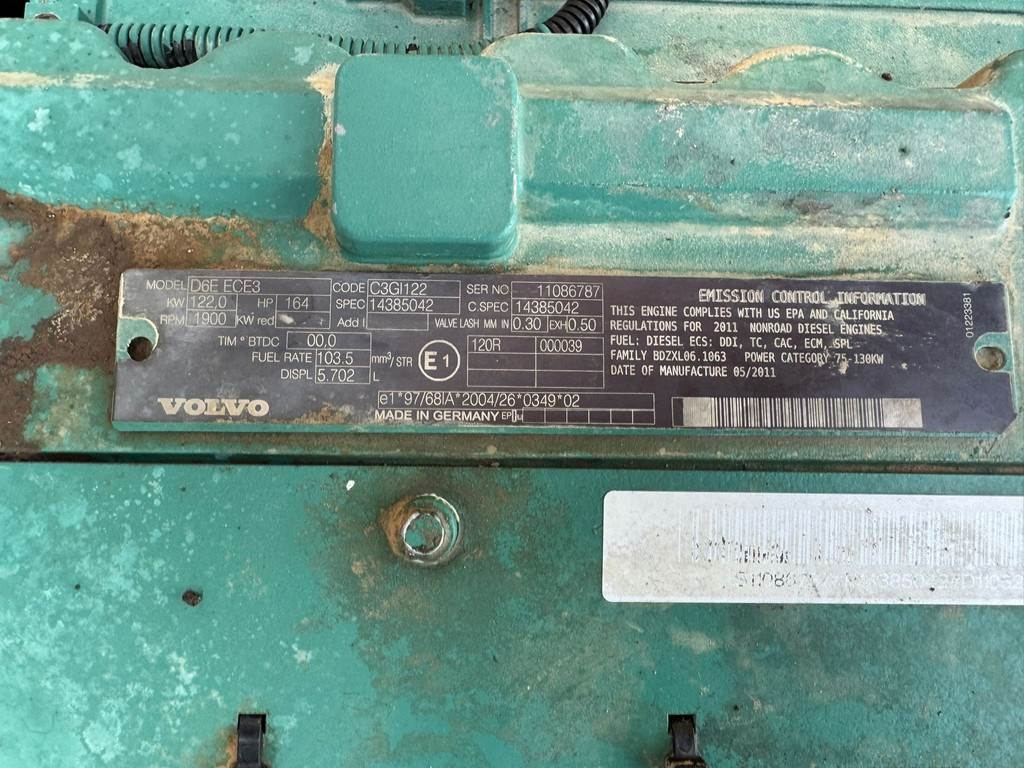 MODEL D6E ECE3 CODE C3GI122 SER NO 11086787
KW 122,0 HP 164 SPEC 14385042 C.SPEC 14385042
RPM 1900 KW red Add I VALVE LASH MM IN 0.30 EXH 0.50
TIM ° BTDC 00,0
FUEL RATE 103.5 mm³/STR
DISPL 5.702 L
E1
120R 000039
VOLVO
e1*97/68IA*2004/26*0349*02
MADE IN GERMANY EP
EMISSION CONTROL INFORMATION
THIS ENGINE COMPLIES WITH US EPA AND CALIFORNIA
REGULATIONS FOR 2011 NONROAD DIESEL ENGINES
FUEL: DIESEL ECS: DDI, TC, CAC, ECM, SPL
FAMILY BDZXL06.1063 POWER CATEGORY 75-130KW
DATE OF MANUFACTURE 05/2011
01223381